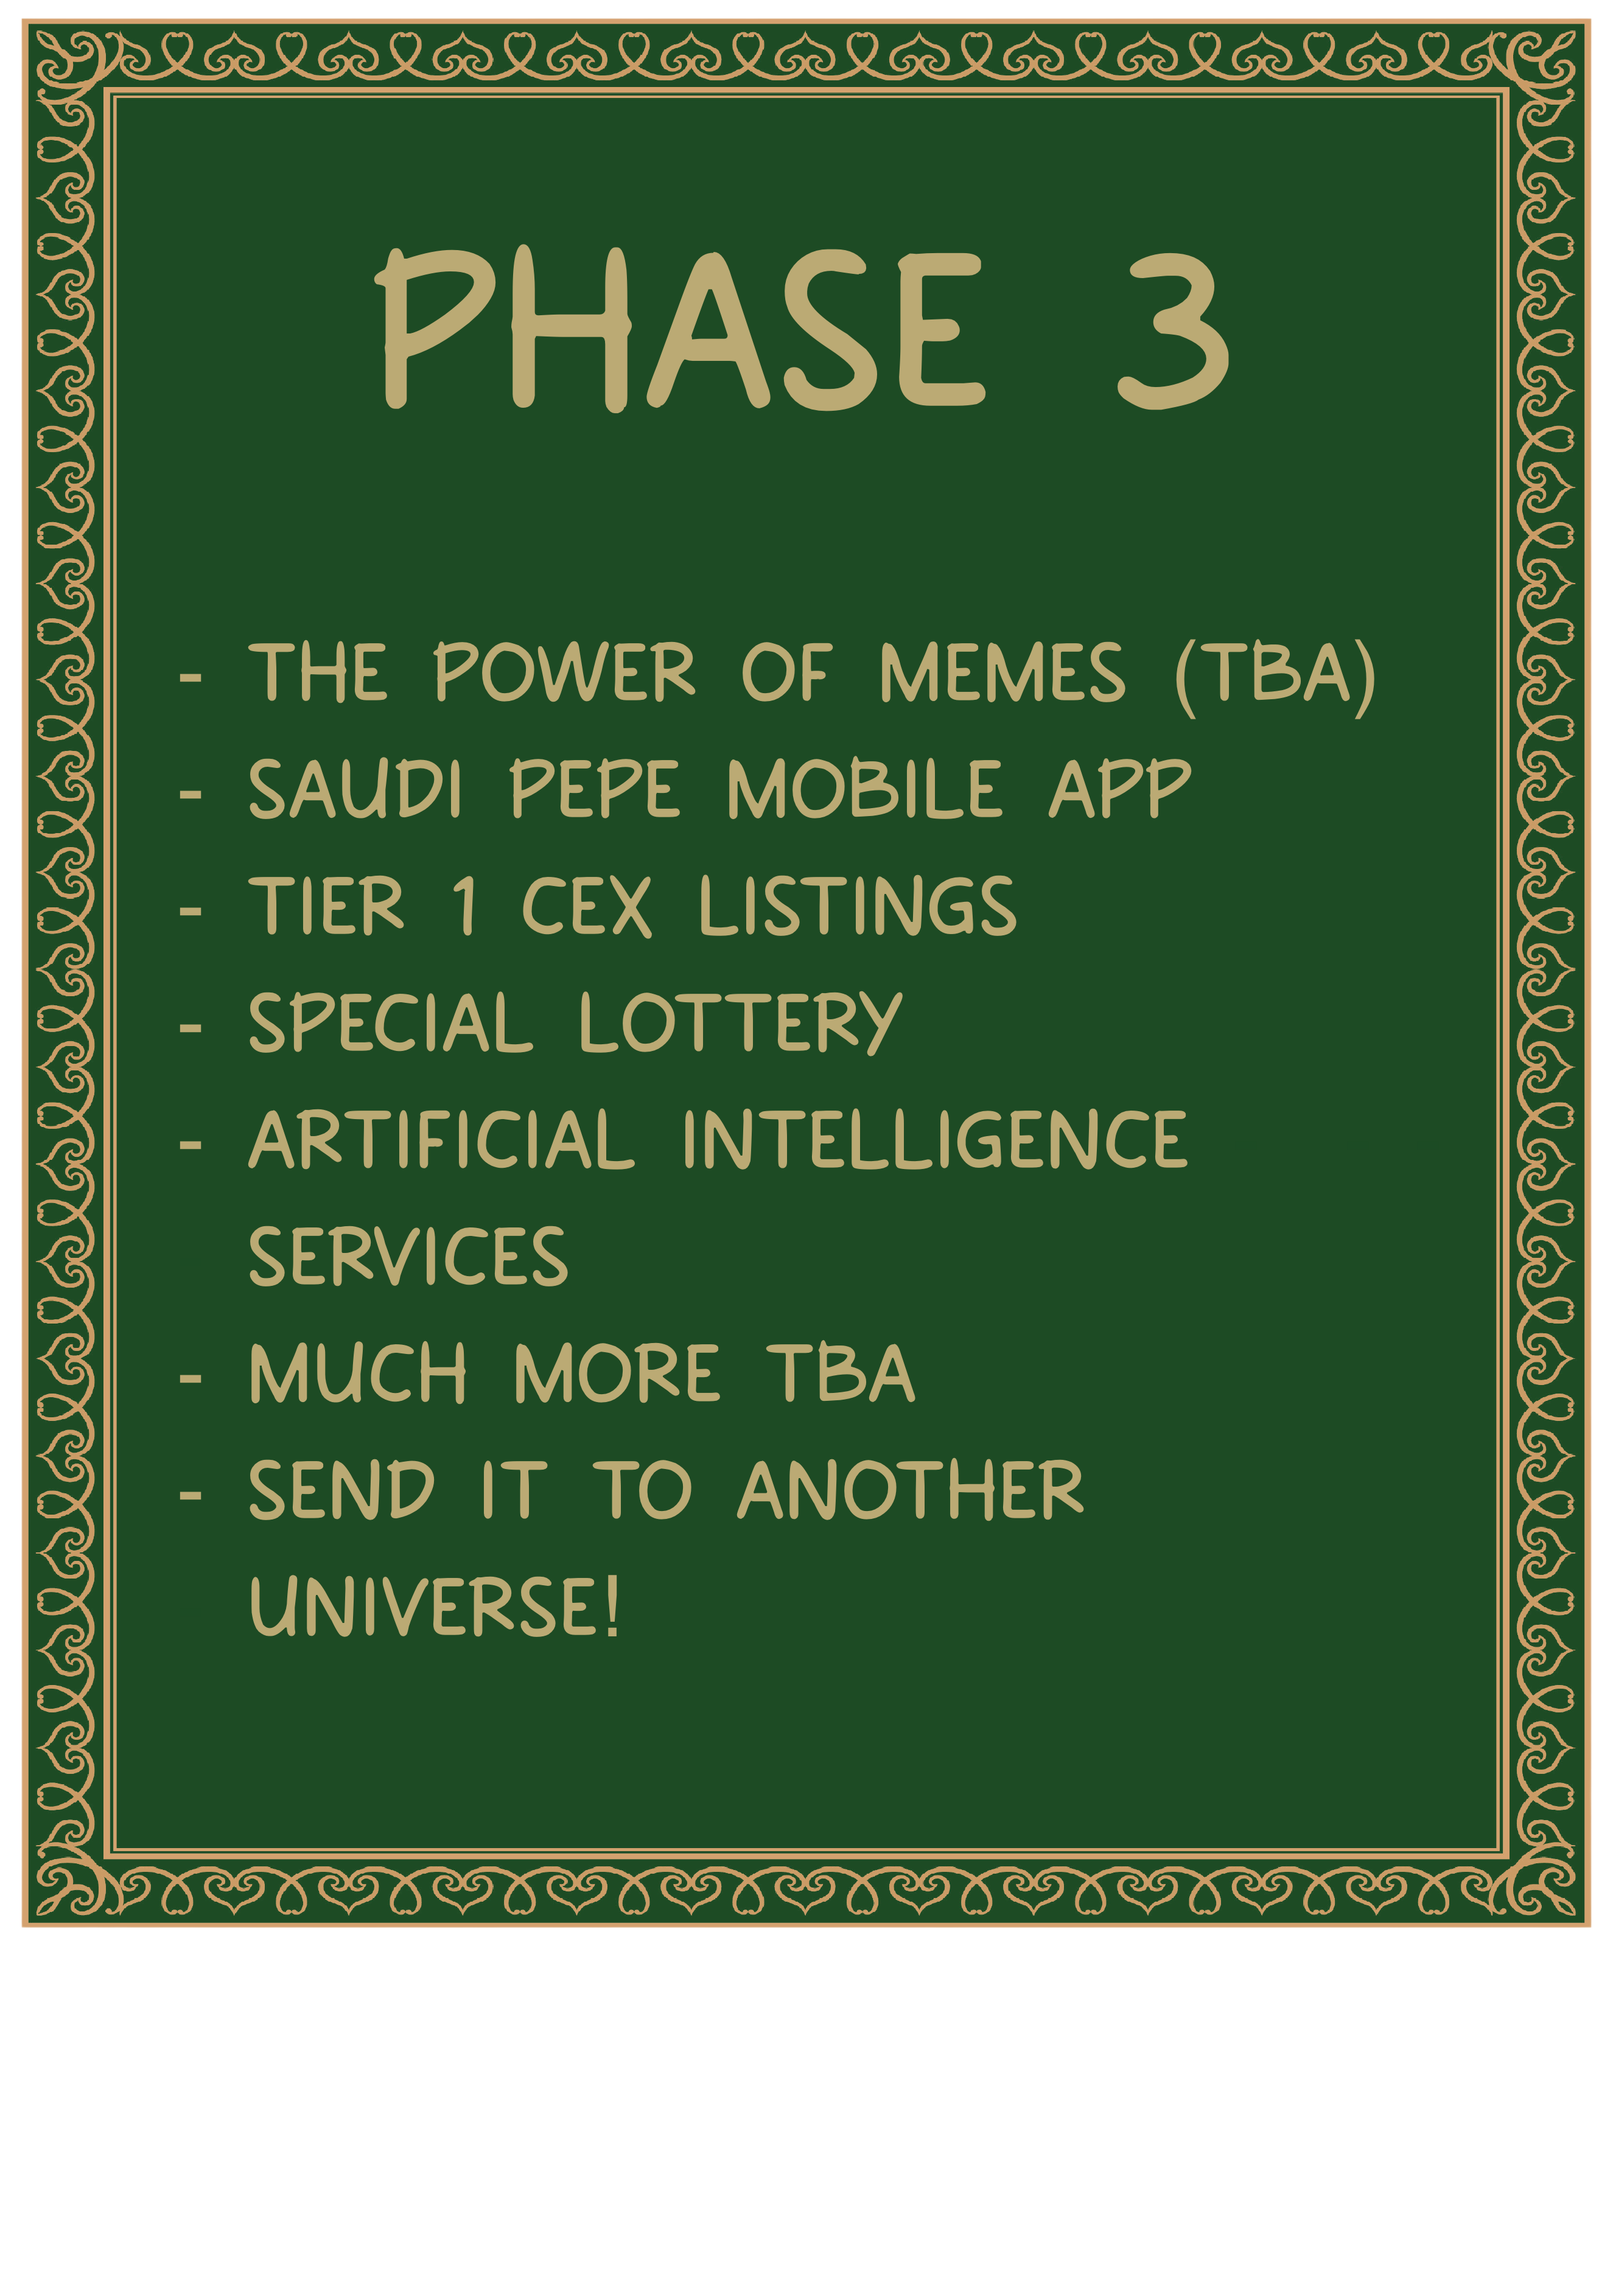 PHASE 3
- THE POWER OF MEMES (TBA)
- SAUDI PEPE MOBILE APP
- TIER 1 CEX LISTINGS
- SPECIAL LOTTERY
- ARTIFICIAL INTELLIGENCE
SERVICES
- MUCH MORE TBA
- SEND IT TO ANOTHER
UNIVERSE!